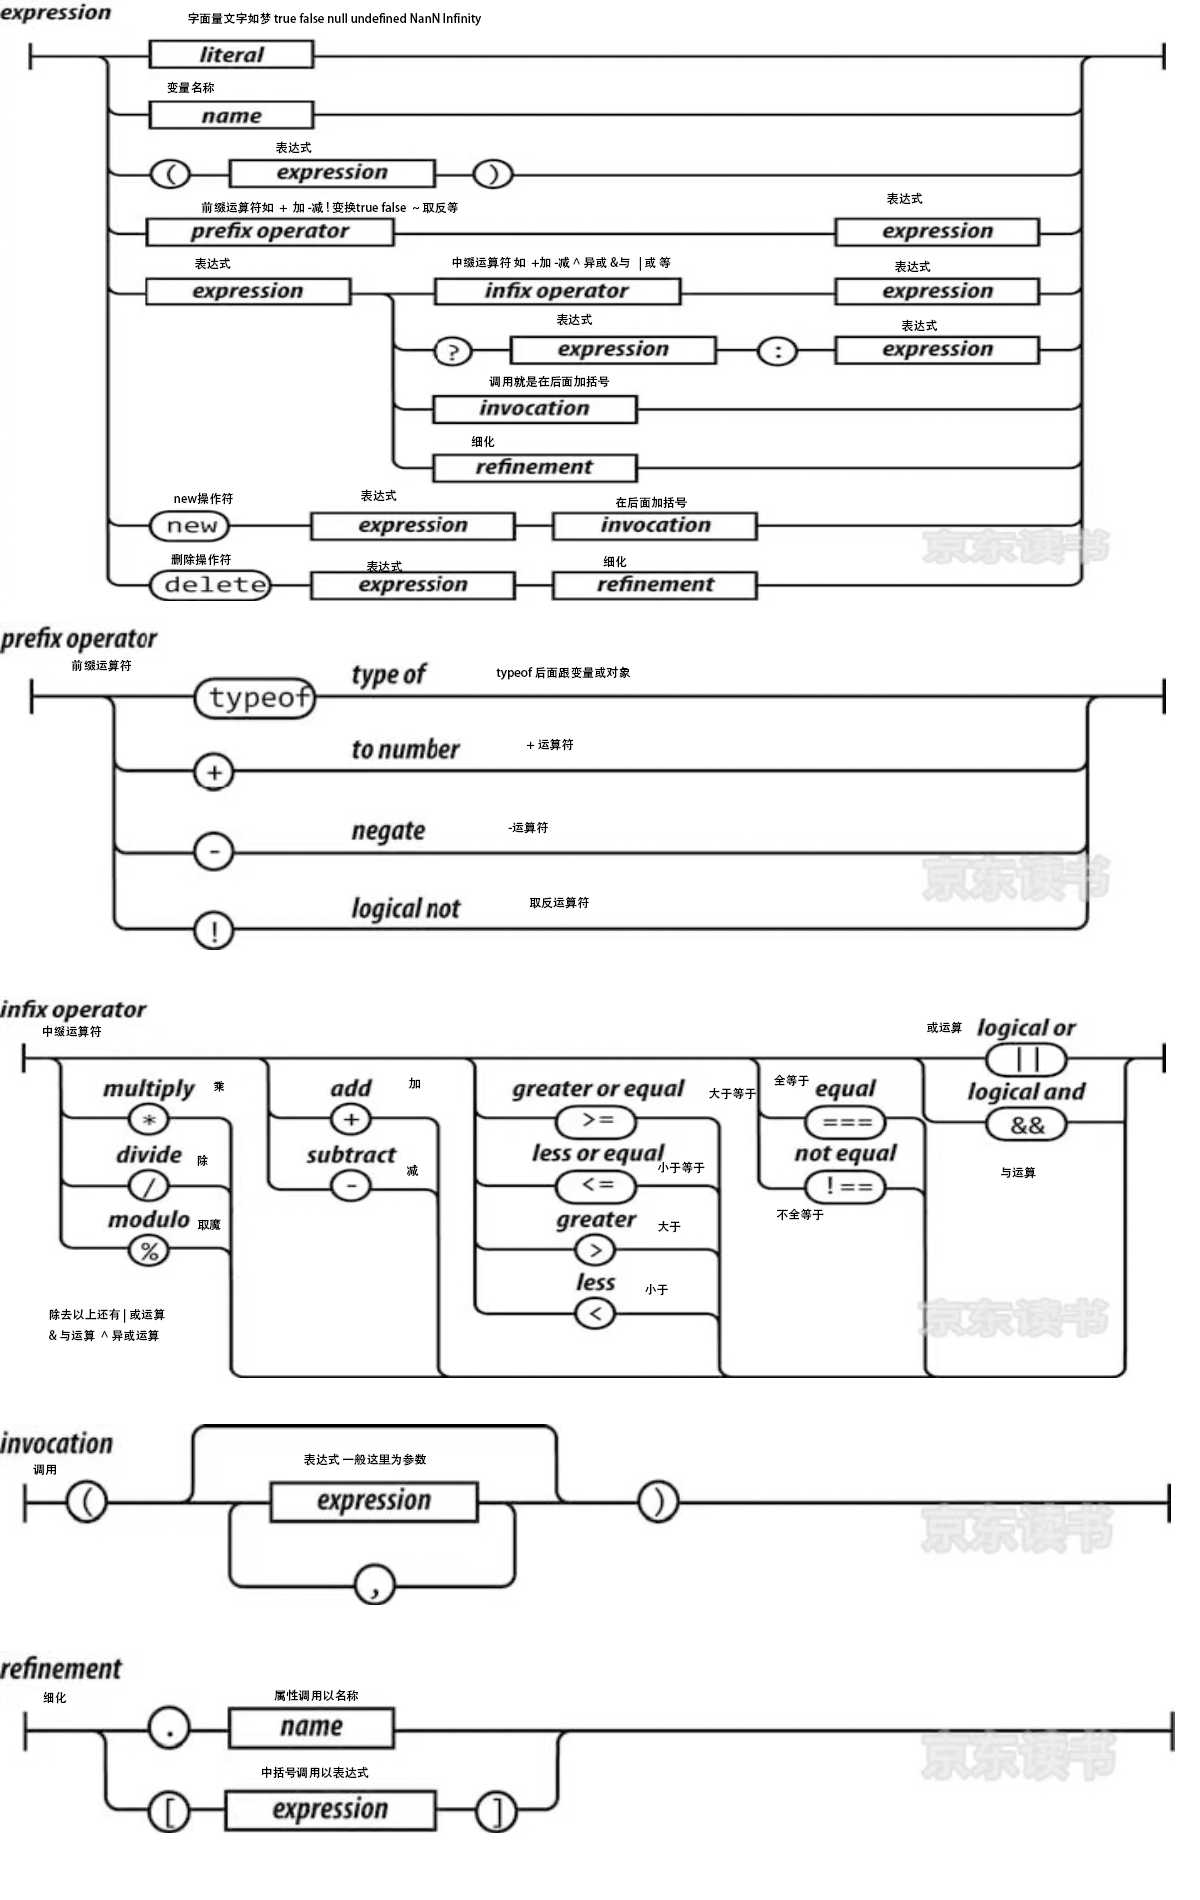 expression
字面量文字如梦 true false null undefined NanN Infinity
literal
变量名称
name
表达式
( expression )
前缀运算符如 + 加 -减 ! 变换true false ~ 取反等
表达式
prefix operator expression
表达式
中缀运算符 如 +加 -减 ^ 异或 &与 | 或 等
表达式
expression infix operator expression
表达式
表达式
? expression : expression
调用就是在后面加括号
invocation
细化
refinement
new操作符
表达式
在后面加括号
new expression invocation
京东读书
删除操作符
表达式
细化
delete expression refinement
prefix operator
前缀运算符
typeof type of typeof 后面跟变量或对象
+ to number + 运算符
- negate -运算符
京东读书
! logical not 取反运算符
infix operator
中缀运算符
或运算 logical or
||
multiply 乘
*
divide 除
/
modulo 取魔
%
add 加
+
subtract 减
-
greater or equal 大于等于
>=
less or equal 小于等于
<=
greater 大于
>
less 小于
<
全等于 equal
===
not equal
!==
不全等于
logical and
&&
与运算
除去以上还有 | 或运算
& 与运算 ^ 异或运算
京东读书
invocation
调用
表达式 一般这里为参数
( expression )
,
京东读书
refinement
细化
属性调用以名称
. name
京东读书
中括号调用以表达式
[ expression ]